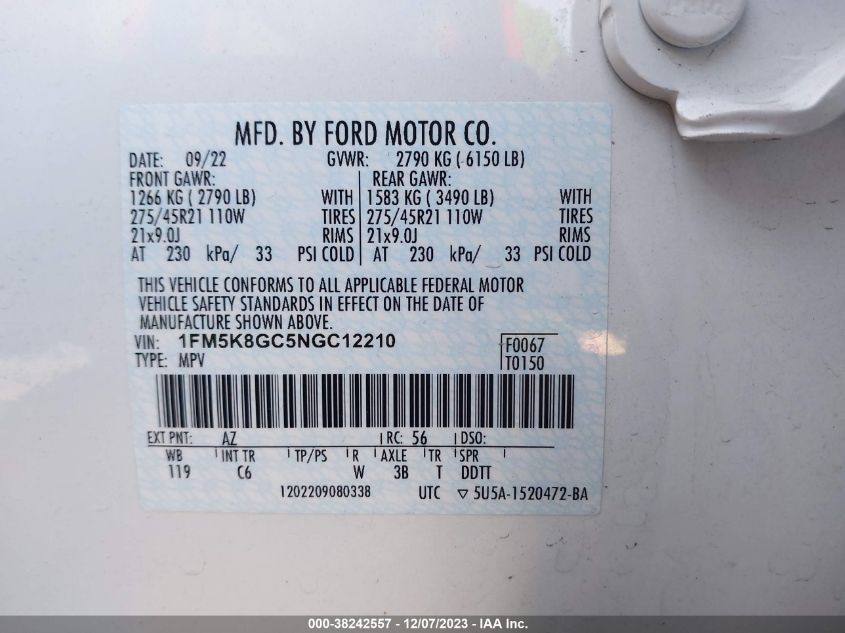 MFD. BY FORD MOTOR CO.
DATE: 09/22 GVWR: 2790 KG ( 6150 LB)
FRONT GAWR: REAR GAWR:
1266 KG ( 2790 LB) WITH 1583 KG ( 3490 LB) WITH
275/45R21 110W TIRES 275/45R21 110W TIRES
21x9.0J RIMS 21x9.0J RIMS
AT 230 kPa/ 33 PSI COLD AT 230 kPa/ 33 PSI COLD
THIS VEHICLE CONFORMS TO ALL APPLICABLE FEDERAL MOTOR
VEHICLE SAFETY STANDARDS IN EFFECT ON THE DATE OF
MANUFACTURE SHOWN ABOVE.
VIN: 1FM5K8GC5NGC12210 F0067
TYPE: MPV T0150
EXT PNT: AZ RC: 56 DSO:
WB INT TR TP/PS R AXLE TR SPR
119 C6 W 3B T DDTT
1202209080338 UTC ▽ 5U5A-1520472-BA
000-38242557 - 12/07/2023 - IAA Inc.